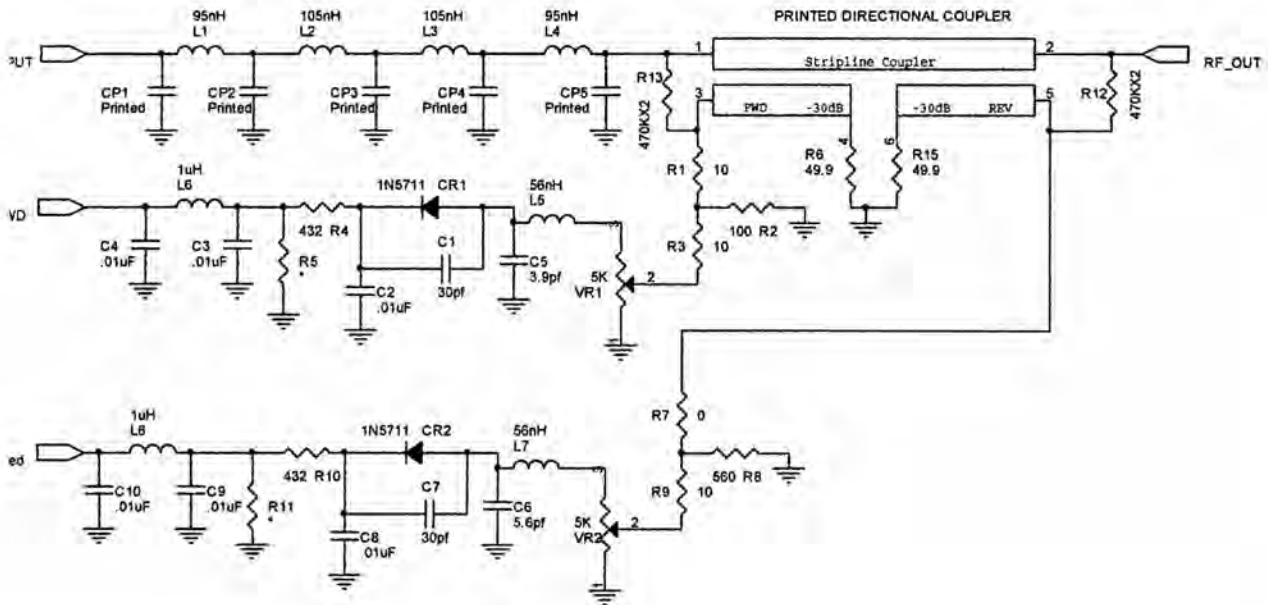 95nH
L1
105nH
L2
105nH
L3
95nH
L4
PRINTED DIRECTIONAL COUPLER
PUT
1
Stripline Coupler
2
RF_OUT
CP1
Printed
CP2
Printed
CP3
Printed
CP4
Printed
CP5
Printed
R13
470KX2
3
FWD
-30dB
-30dB
REV
5
R12
470KX2
4
6
R6
49.9
R15
49.9
R1
10
100 R2
R3
10
1uH
L6
VD
1N5711
CR1
56nH
L5
3
432 R4
C4
.01uF
C3
.01uF
R5
*
C1
30pf
C2
.01uF
C5
3.9pf
5K
VR1
2
1
R7
0
560 R8
R9
10
1uH
L8
ed
1N5711
CR2
56nH
L7
3
432 R10
C10
.01uF
C9
.01uF
R11
*
C7
30pf
C8
.01uF
C6
5.6pf
5K
VR2
2
1